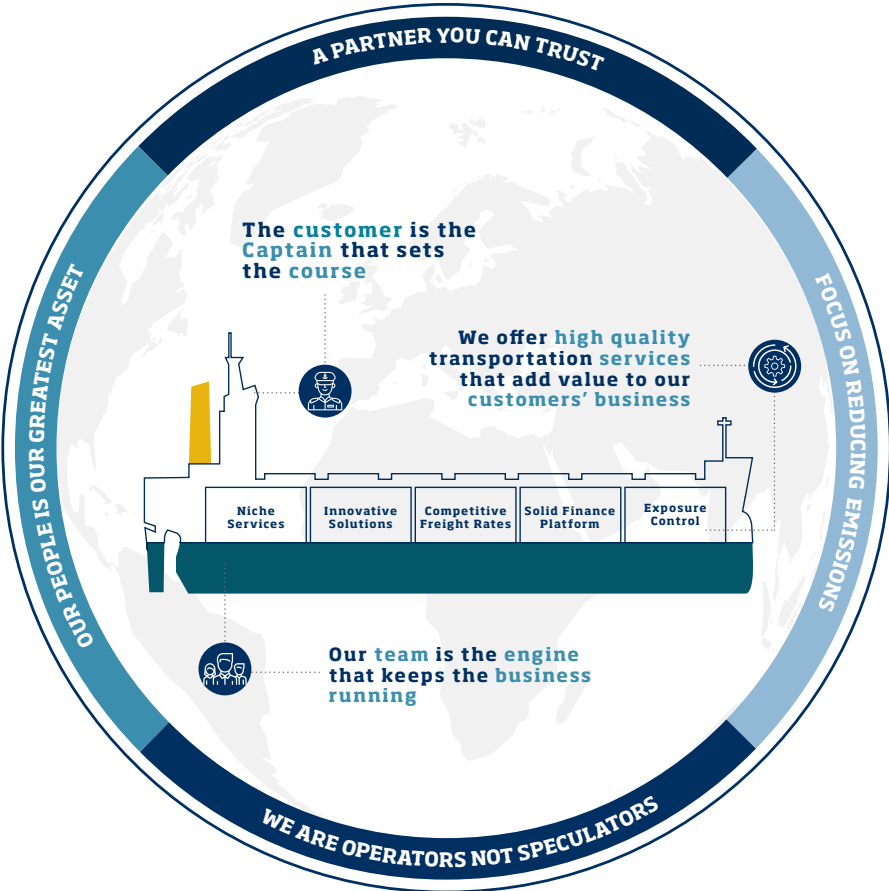 A PARTNER YOU CAN TRUST
OUR PEOPLE IS OUR GREATEST ASSET
FOCUS ON REDUCING EMISSIONS
The customer is the
Captain that sets
the course
We offer high quality
transportation services
that add value to our
customers' business
Niche
Services
Innovative
Solutions
Competitive
Freight Rates
Solid Finance
Platform
Exposure
Control
Our team is the engine
that keeps the business
running
WE ARE OPERATORS NOT SPECULATORS